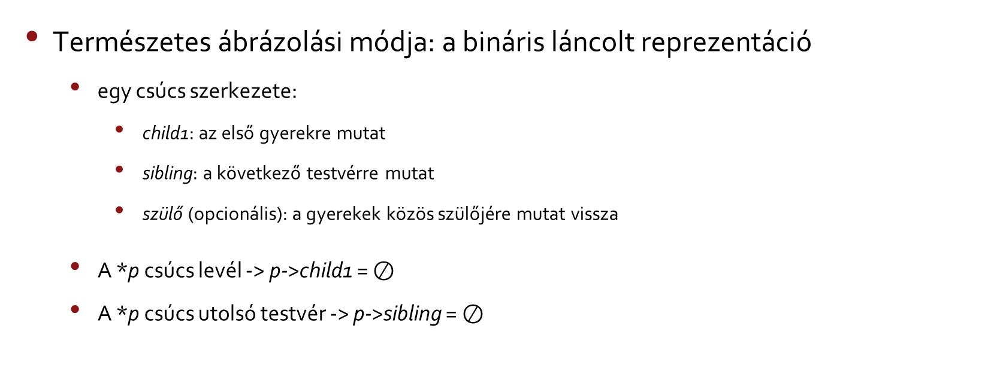 • Természetes ábrázolási módja: a bináris láncolt reprezentáció
• egy csúcs szerkezete:
• child1: az első gyerekre mutat
• sibling: a következő testvérre mutat
• szülő (opcionális): a gyerekek közös szülőjére mutat vissza
• A *p csúcs levél -> p->child1 = ∅
• A *p csúcs utolsó testvér -> p->sibling = ∅